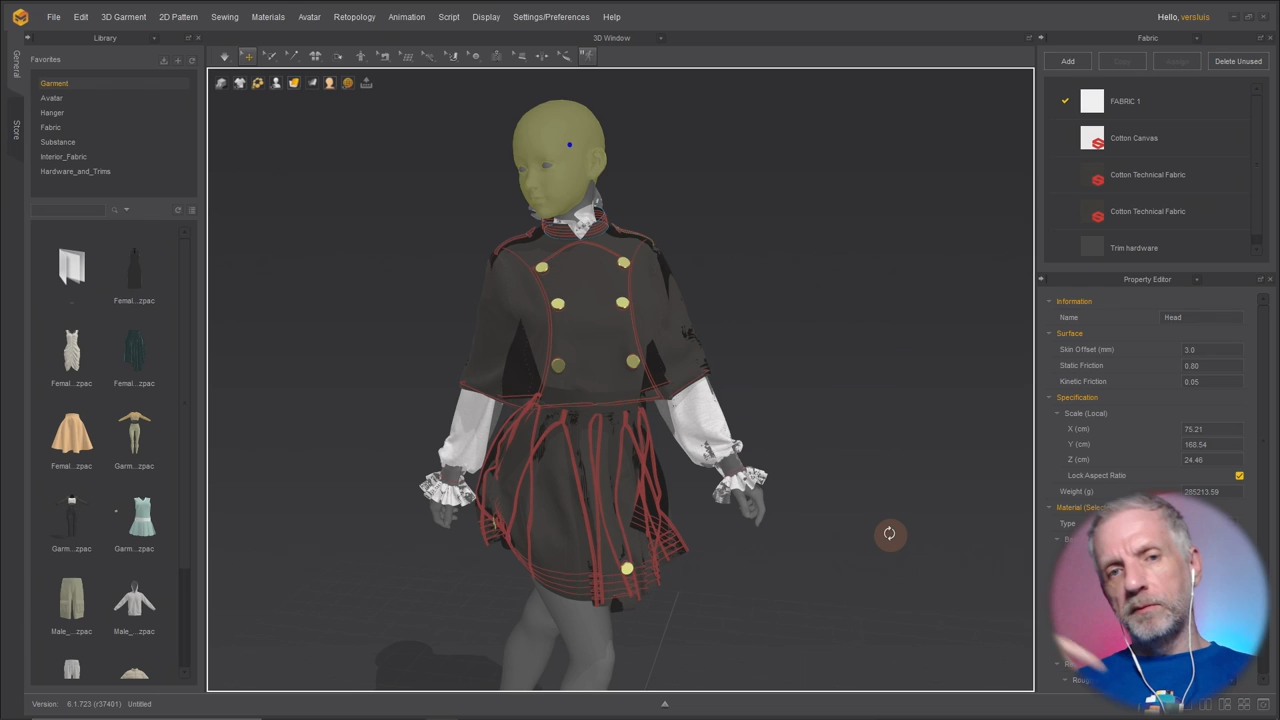 File Edit 3D Garment 2D Pattern Sewing Materials Avatar Retopology Animation Script Display Settings/Preferences Help Hello, versluis
Library 3D Window Fabric
General
Store
Favorites
Garment
Avatar
Hanger
Fabric
Substance
Interior_Fabric
Hardware_and_Trims
..
Femal...zpac
Femal...zpac
Femal...zpac
Femal...zpac
Garm...zpac
Garm...zpac
Garm...zpac
Male_...zpac
Male_...zpac
Add Copy Assign Delete Unused
FABRIC 1
Cotton Canvas
Cotton Technical Fabric
Cotton Technical Fabric
Trim hardware
Property Editor
Information
Name Head
Surface
Skin Offset (mm) 3.0
Static Friction 0.80
Kinetic Friction 0.05
Specification
Scale (Local)
X (cm) 75.21
Y (cm) 168.54
Z (cm) 24.46
Lock Aspect Ratio
Weight (g) 285213.59
Material
Type
Version: 6.1.723 (r37401) Untitled